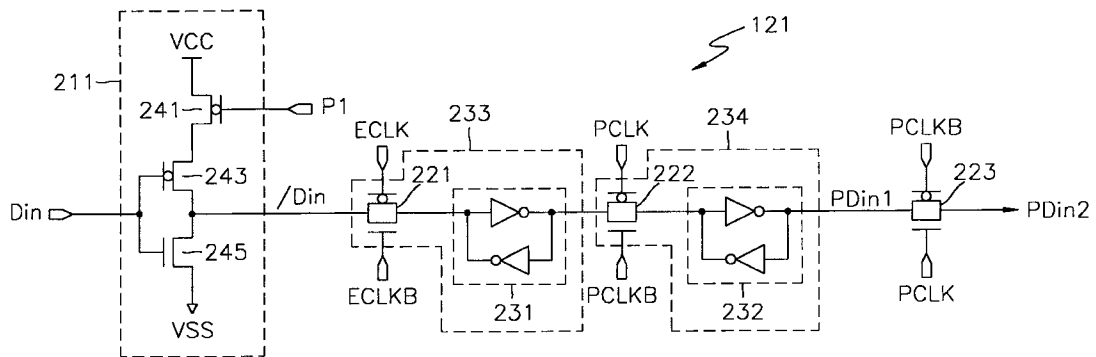 121
VCC
211
241
P1
ECLK
233
PCLK
234
PCLKB
243
/Din
221
222
223
Din
PDin1
PDin2
245
231
232
ECLKB
PCLKB
PCLK
VSS